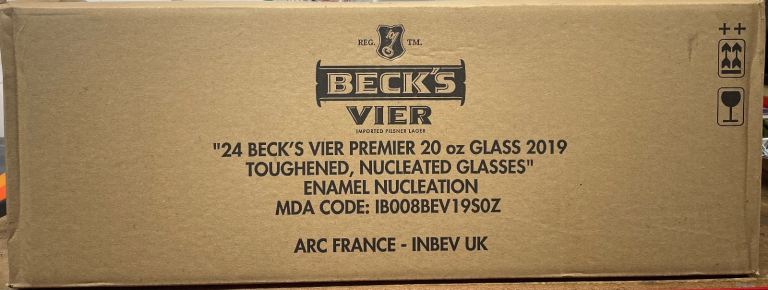 REG. TM.
BECK'S
VIER
IMPORTED PILSNER LAGER
"24 BECK'S VIER PREMIER 20 oz GLASS 2019
TOUGHENED, NUCLEATED GLASSES"
ENAMEL NUCLEATION
MDA CODE: IB008BEV19S0Z
ARC FRANCE - INBEV UK